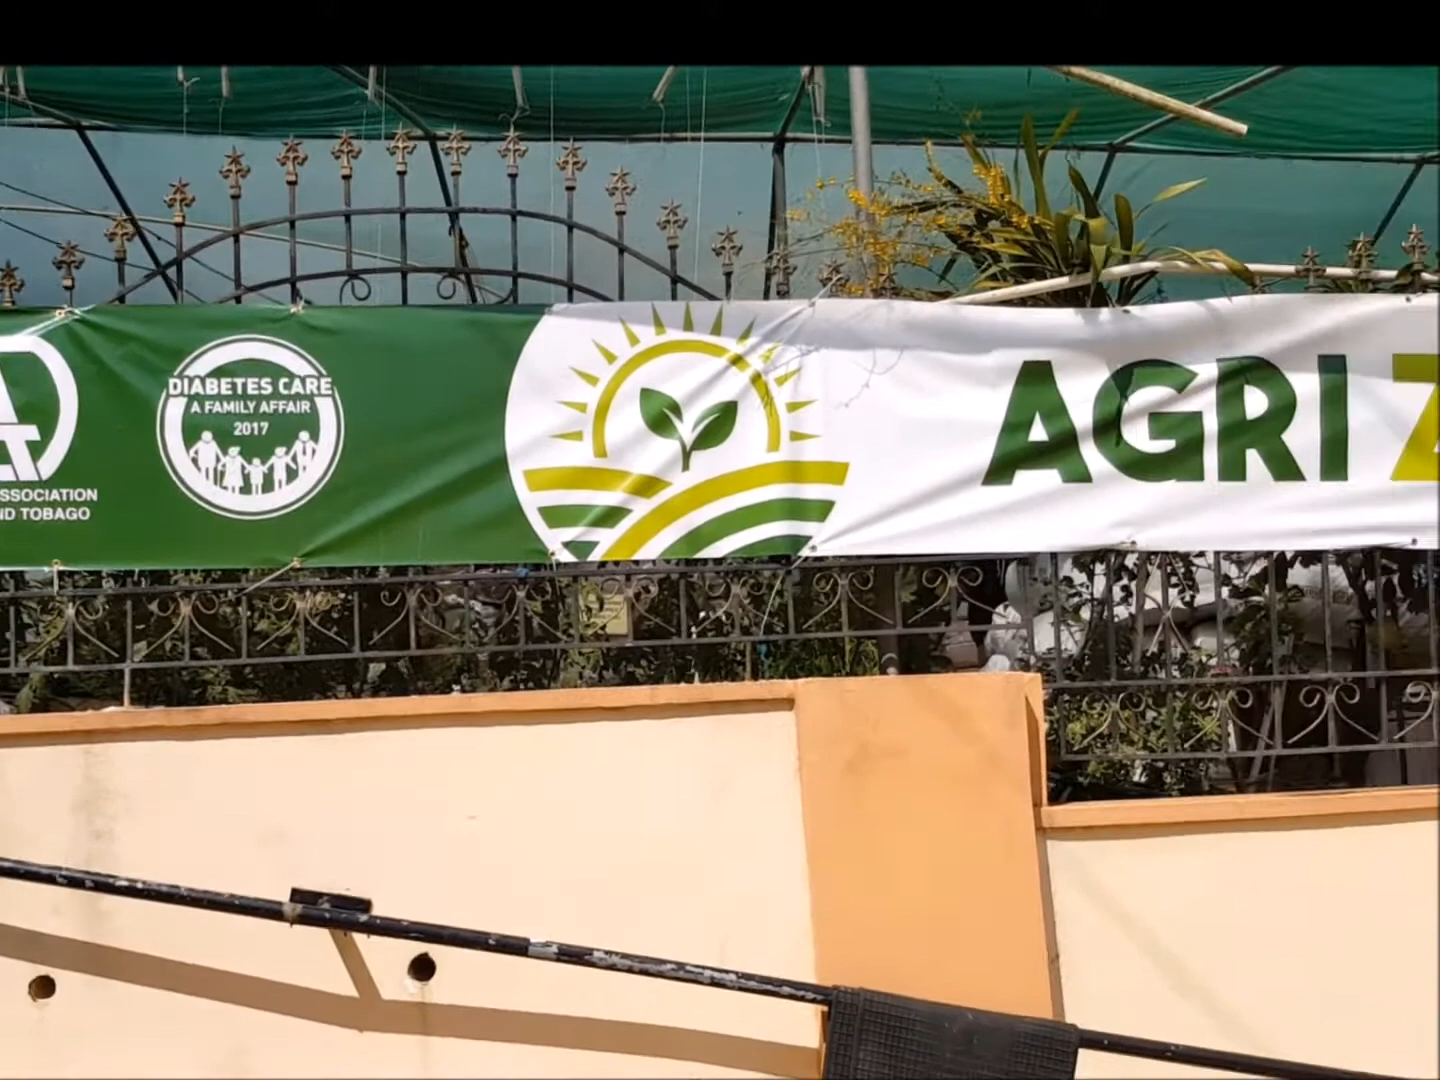 ASSOCIATION
ND TOBAGO
DIABETES CARE
A FAMILY AFFAIR
2017
AGRI